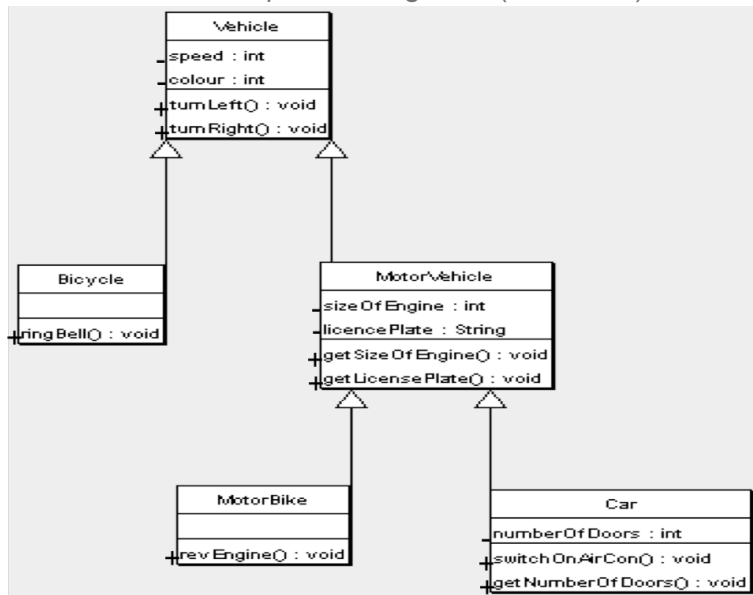 Vehicle
-speed : int
-colour : int
+turnLeft() : void
+turnRight() : void
Bicycle
+ringBell() : void
MotorVehicle
-sizeOfEngine : int
-licencePlate : String
+getSizeOfEngine() : void
+getLicensePlate() : void
MotorBike
+revEngine() : void
Car
-numberOfDoors : int
+switchOnAirCon() : void
+getNumberOfDoors() : void